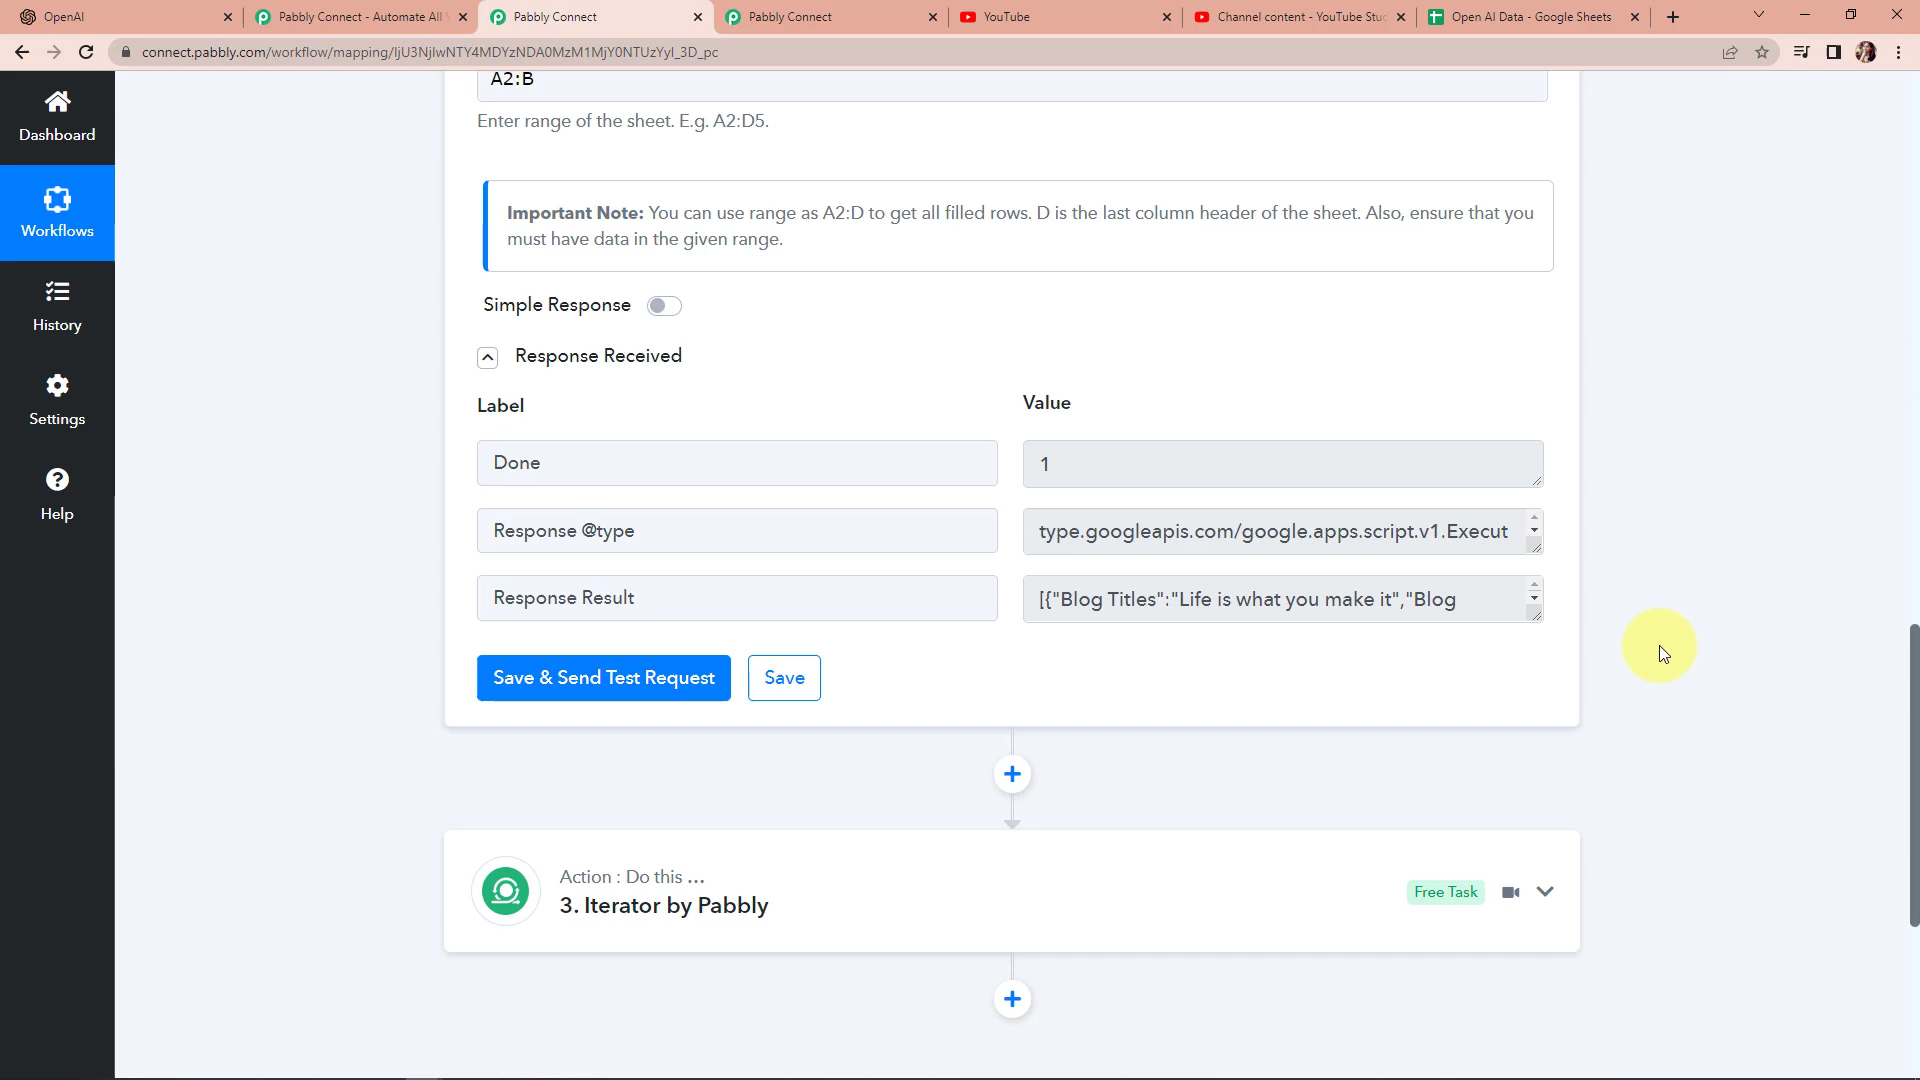 OpenAI
Pabbly Connect - Automate All
Pabbly Connect
Pabbly Connect
YouTube
Channel content - YouTube Stu
Open AI Data - Google Sheets
connect.pabbly.com/workflow/mapping/IjU3NjIwNTY4MDYzNDA0MzM1MjY0NTUzYyI_3D_pc
Dashboard
Workflows
History
Settings
Help
A2:B
Enter range of the sheet. E.g. A2:D5.
Important Note: You can use range as A2:D to get all filled rows. D is the last column header of the sheet. Also, ensure that you
must have data in the given range.
Simple Response
Response Received
Label
Value
Done
1
Response @type
type.googleapis.com/google.apps.script.v1.Execut
Response Result
[{"Blog Titles":"Life is what you make it","Blog
Save & Send Test Request
Save
Action : Do this ...
3. Iterator by Pabbly
Free Task